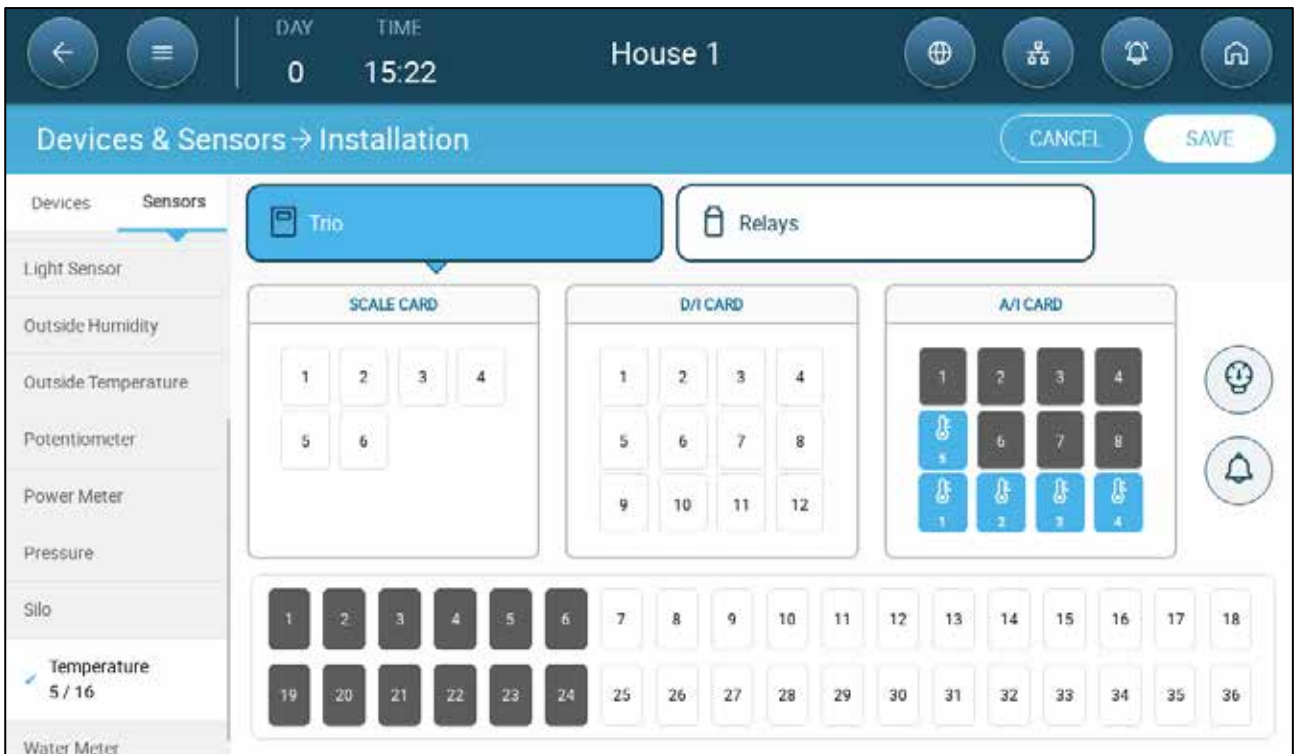 DAY TIME
0 15:22 House 1
Devices & Sensors → Installation CANCEL SAVE
Devices Sensors
Trio Relays
Light Sensor
Outside Humidity
Outside Temperature
Potentiometer
Power Meter
Pressure
Silo
Temperature
5 / 16
Water Meter
SCALE CARD
1 2 3 4
5 6
D/I CARD
1 2 3 4
5 6 7 8
9 10 11 12
A/I CARD
1 2 3 4
5 6 7 8
1 2 3 4
1 2 3 4 5 6 7 8 9 10 11 12 13 14 15 16 17 18
19 20 21 22 23 24 25 26 27 28 29 30 31 32 33 34 35 36